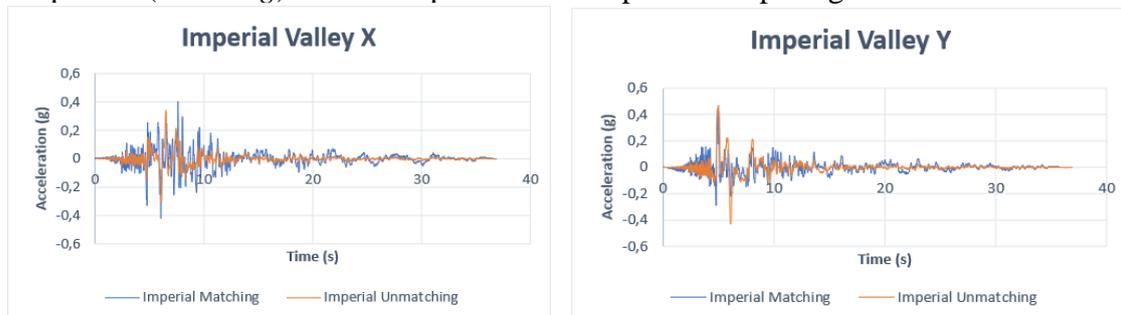 Imperial Valley X
0,6
0,4
0,2
0
-0,2
-0,4
-0,6
0 10 20 30 40
Acceleration (g)
Time (s)
Imperial Matching Imperial Unmatching
Imperial Valley Y
0,6
0,4
0,2
0
-0,2
-0,4
-0,6
0 10 20 30 40
Acceleration (g)
Time (s)
Imperial Matching Imperial Unmatching